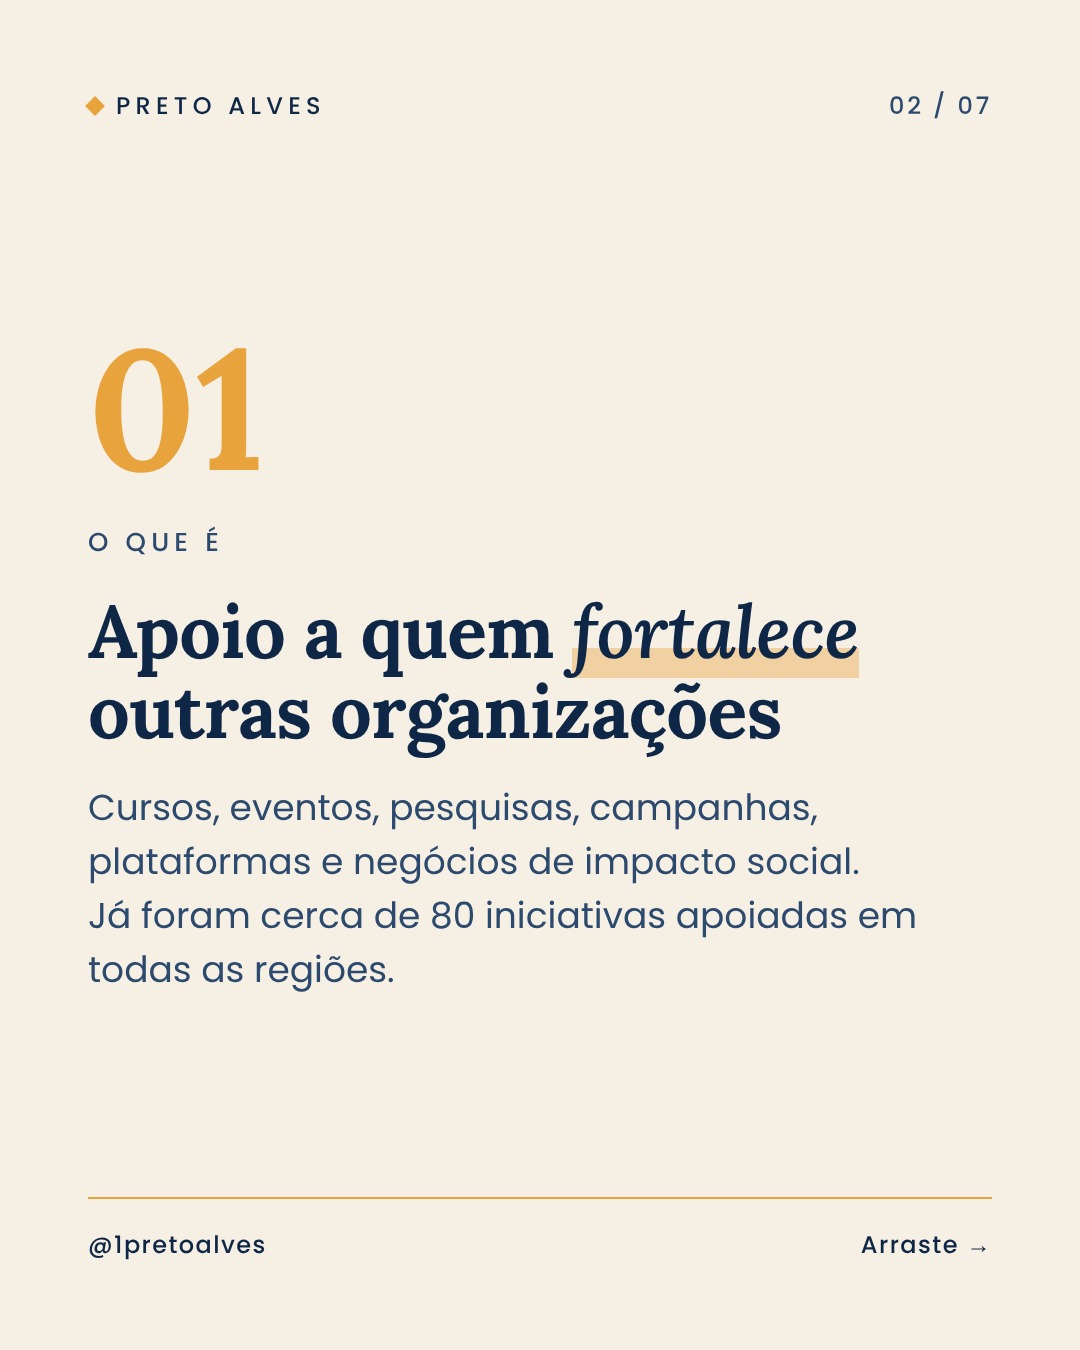 PRETO ALVES
02 / 07
01
O QUE É
Apoio a quem fortalece
outras organizações
Cursos, eventos, pesquisas, campanhas,
plataformas e negócios de impacto social.
Já foram cerca de 80 iniciativas apoiadas em
todas as regiões.
@1pretoalves
Arraste →